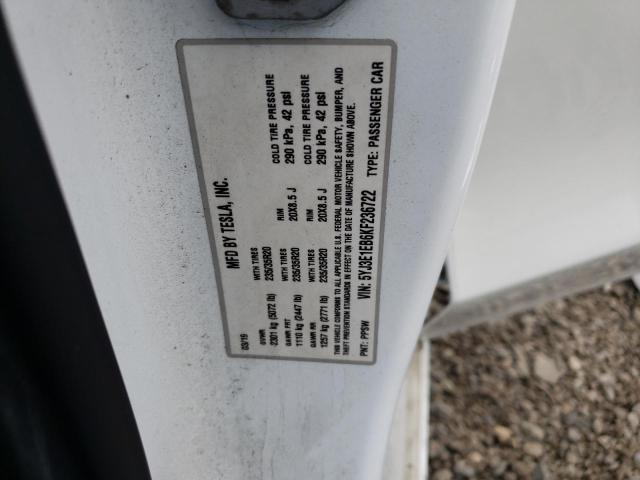 MFD BY TESLA, INC.
03/19
GVWR
2301 kg (5072 lb)
WITH TIRES
235/35R20
GAWR FRT
1110 kg (2447 lb)
WITH TIRES
235/35R20
RIM
20X8.5 J
COLD TIRE PRESSURE
290 kPa, 42 psi
GAWR RR
1257 kg (2771 lb)
WITH TIRES
235/35R20
RIM
20X8.5 J
COLD TIRE PRESSURE
290 kPa, 42 psi
THIS VEHICLE CONFORMS TO ALL APPLICABLE U.S. FEDERAL MOTOR VEHICLE SAFETY, BUMPER, AND
THEFT PREVENTION STANDARDS IN EFFECT ON THE DATE OF MANUFACTURE SHOWN ABOVE.
VIN: 5YJ3E1EB6KF236722
PNT: PPSW
TYPE: PASSENGER CAR